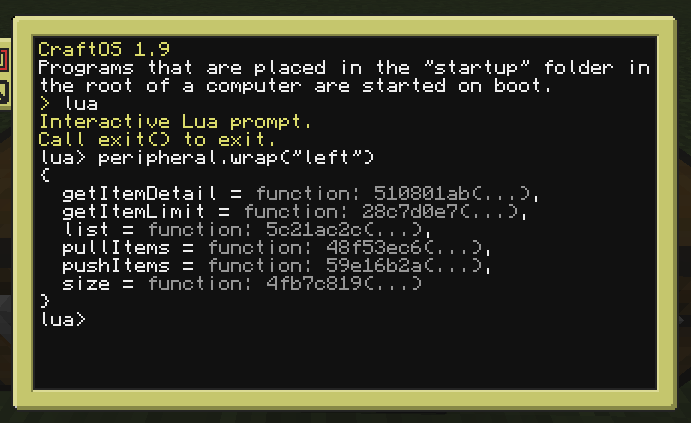 CraftOS 1.9
Programs that are placed in the "startup" folder in
the root of a computer are started on boot.
> lua
Interactive Lua prompt.
Call exit() to exit.
lua> peripheral.wrap("left")
{
  getItemDetail = function: 510801ab(...),
  getItemLimit = function: 28c7d0e7(...),
  list = function: 5c21ac2c(...),
  pullItems = function: 48f53ec6(...),
  pushItems = function: 59e16b2a(...),
  size = function: 4fb7c819(...)
}
lua>